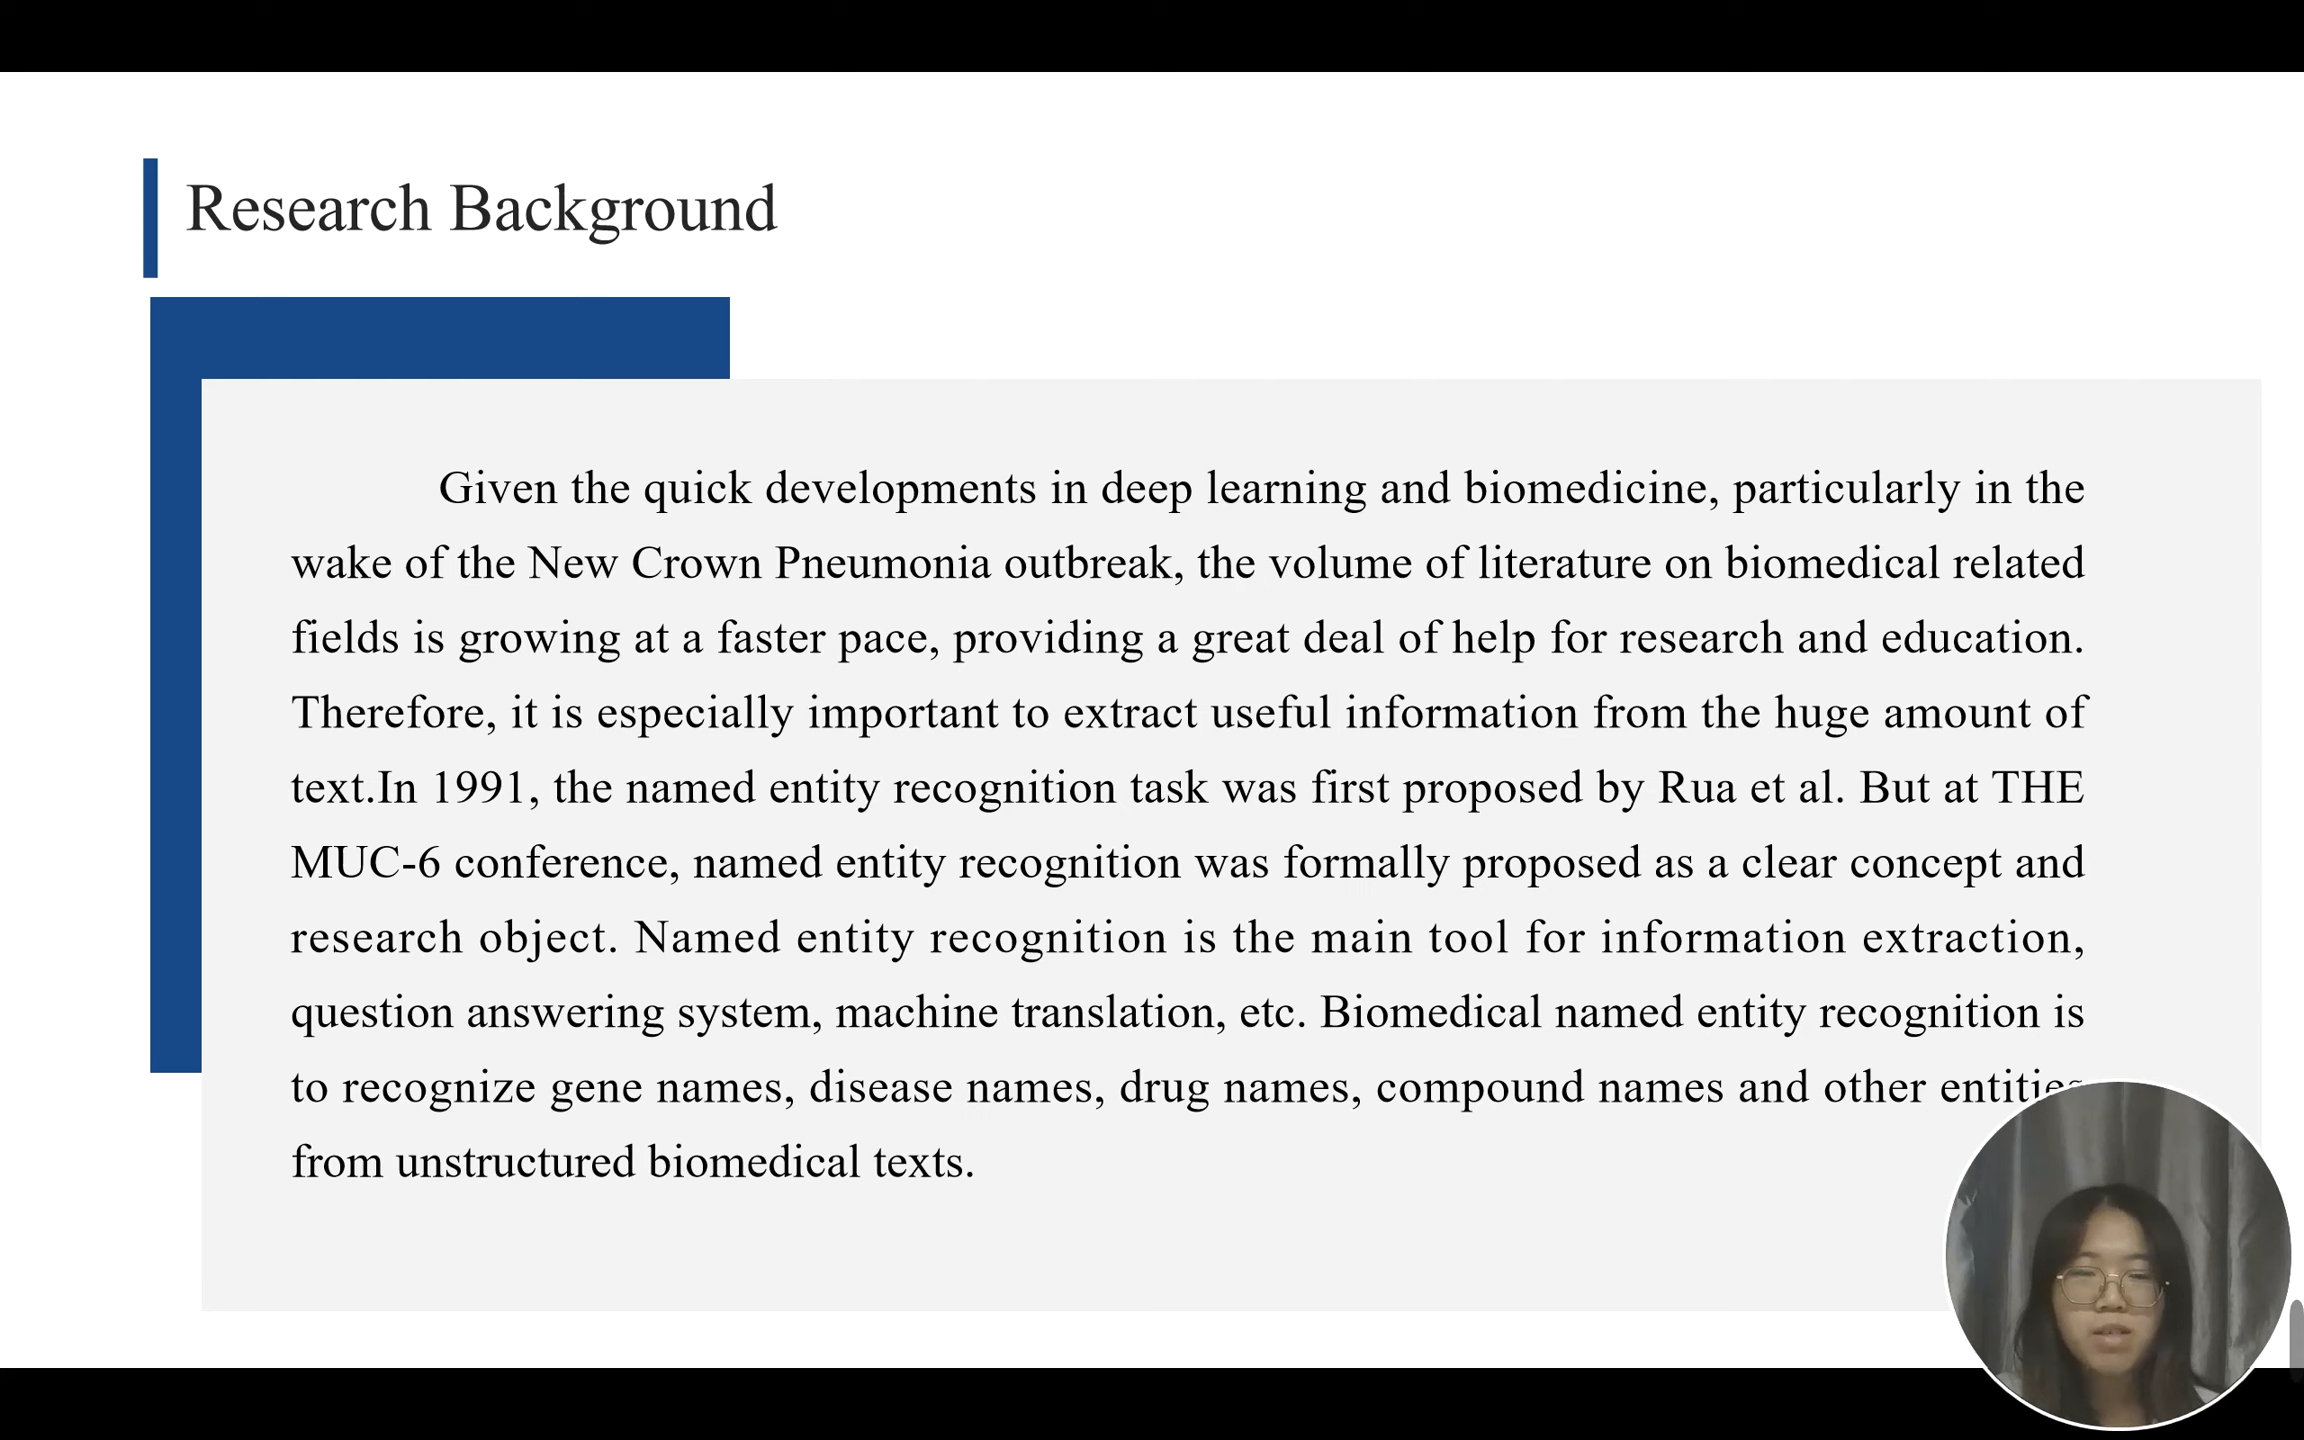 Research Background
Given the quick developments in deep learning and biomedicine, particularly in the
wake of the New Crown Pneumonia outbreak, the volume of literature on biomedical related
fields is growing at a faster pace, providing a great deal of help for research and education.
Therefore, it is especially important to extract useful information from the huge amount of
text.In 1991, the named entity recognition task was first proposed by Rua et al. But at THE
MUC-6 conference, named entity recognition was formally proposed as a clear concept and
research object. Named entity recognition is the main tool for information extraction,
question answering system, machine translation, etc. Biomedical named entity recognition is
to recognize gene names, disease names, drug names, compound names and other entities
from unstructured biomedical texts.